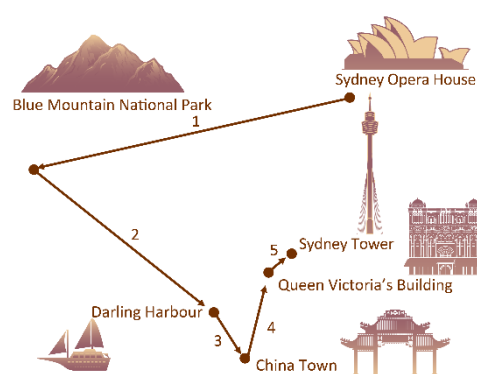 Sydney Opera House
Blue Mountain National Park
1
2
5
Sydney Tower
Queen Victoria's Building
Darling Harbour
3
4
China Town